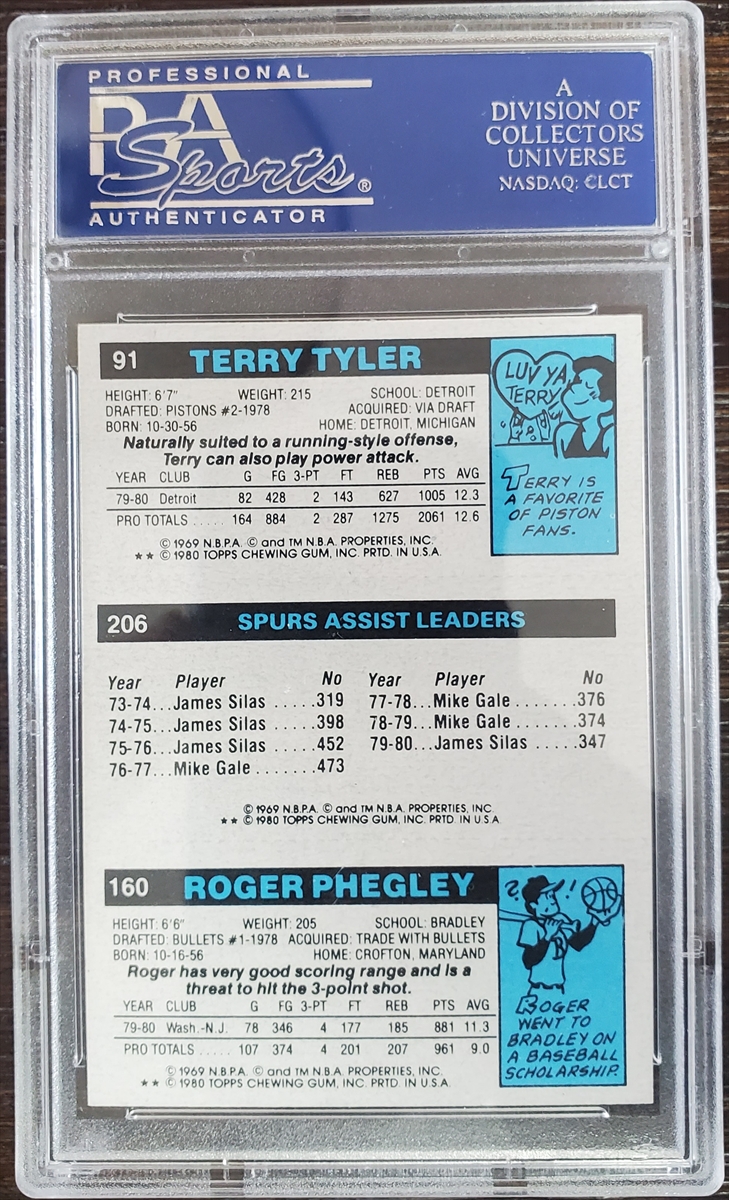 PROFESSIONAL
PSA
Sports®
AUTHENTICATOR
A
DIVISION OF
COLLECTORS
UNIVERSE
NASDAQ: CLCT
91 TERRY TYLER
HEIGHT: 6'7" WEIGHT: 215 SCHOOL: DETROIT
DRAFTED: PISTONS #2-1978 ACQUIRED: VIA DRAFT
BORN: 10-30-56 HOME: DETROIT, MICHIGAN
Naturally suited to a running-style offense,
Terry can also play power attack.
YEAR CLUB G FG 3-PT FT REB PTS AVG
79-80 Detroit 82 428 2 143 627 1005 12.3
PRO TOTALS ..... 164 884 2 287 1275 2061 12.6
© 1969 N.B.P.A. © and TM N.B.A. PROPERTIES, INC.
★★ © 1980 TOPPS CHEWING GUM, INC. PRTD. IN U.S.A.
LUV YA
TERRY
TERRY IS
A FAVORITE
OF PISTON
FANS.
206 SPURS ASSIST LEADERS
Year Player No Year Player No
73-74...James Silas .....319 77-78...Mike Gale .......376
74-75...James Silas .....398 78-79...Mike Gale .......374
75-76...James Silas .....452 79-80...James Silas .....347
76-77...Mike Gale .......473
© 1969 N.B.P.A. © and TM N.B.A. PROPERTIES, INC.
★★ © 1980 TOPPS CHEWING GUM, INC. PRTD. IN U.S.A.
160 ROGER PHEGLEY
HEIGHT: 6'6" WEIGHT: 205 SCHOOL: BRADLEY
DRAFTED: BULLETS #1-1978 ACQUIRED: TRADE WITH BULLETS
BORN: 10-16-56 HOME: CROFTON, MARYLAND
Roger has very good scoring range and is a
threat to hit the 3-point shot.
YEAR CLUB G FG 3-PT FT REB PTS AVG
79-80 Wash.-N.J. 78 346 4 177 185 881 11.3
PRO TOTALS ..... 107 374 4 201 207 961 9.0
© 1969 N.B.P.A. © and TM N.B.A. PROPERTIES, INC.
★★ © 1980 TOPPS CHEWING GUM, INC. PRTD. IN U.S.A.
? !
B
ROGER
WENT TO
BRADLEY ON
A BASEBALL
SCHOLARSHIP.